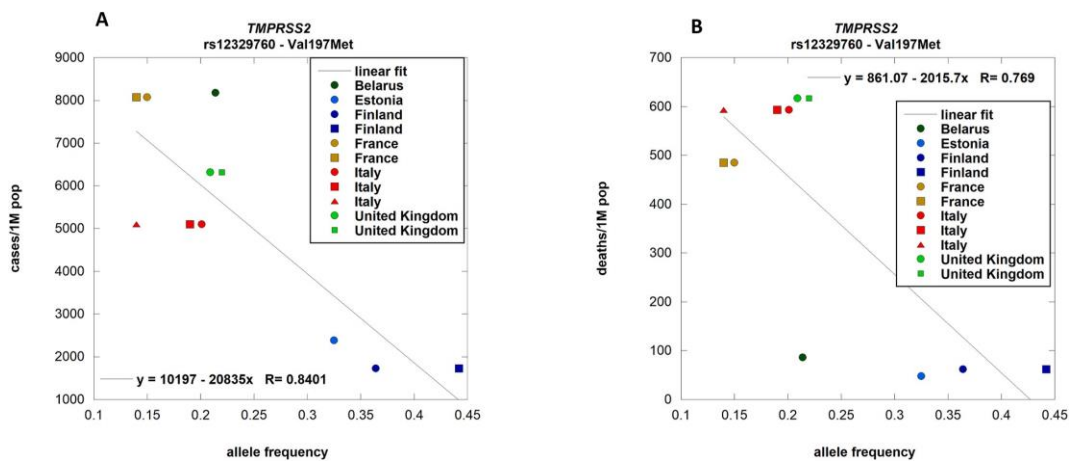 A
TMPRSS2
rs12329760 - Val197Met
9000
8000
7000
6000
5000
4000
3000
2000
1000
cases/1M pop
linear fit
Belarus
Estonia
Finland
Finland
France
France
Italy
Italy
Italy
United Kingdom
United Kingdom
y = 10197 - 20835x R= 0.8401
0.1 0.15 0.2 0.25 0.3 0.35 0.4 0.45
allele frequency
B
TMPRSS2
rs12329760 - Val197Met
700
600
500
400
300
200
100
0
deaths/1M pop
y = 861.07 - 2015.7x R= 0.769
linear fit
Belarus
Estonia
Finland
Finland
France
France
Italy
Italy
Italy
United Kingdom
United Kingdom
0.1 0.15 0.2 0.25 0.3 0.35 0.4 0.45
allele frequency